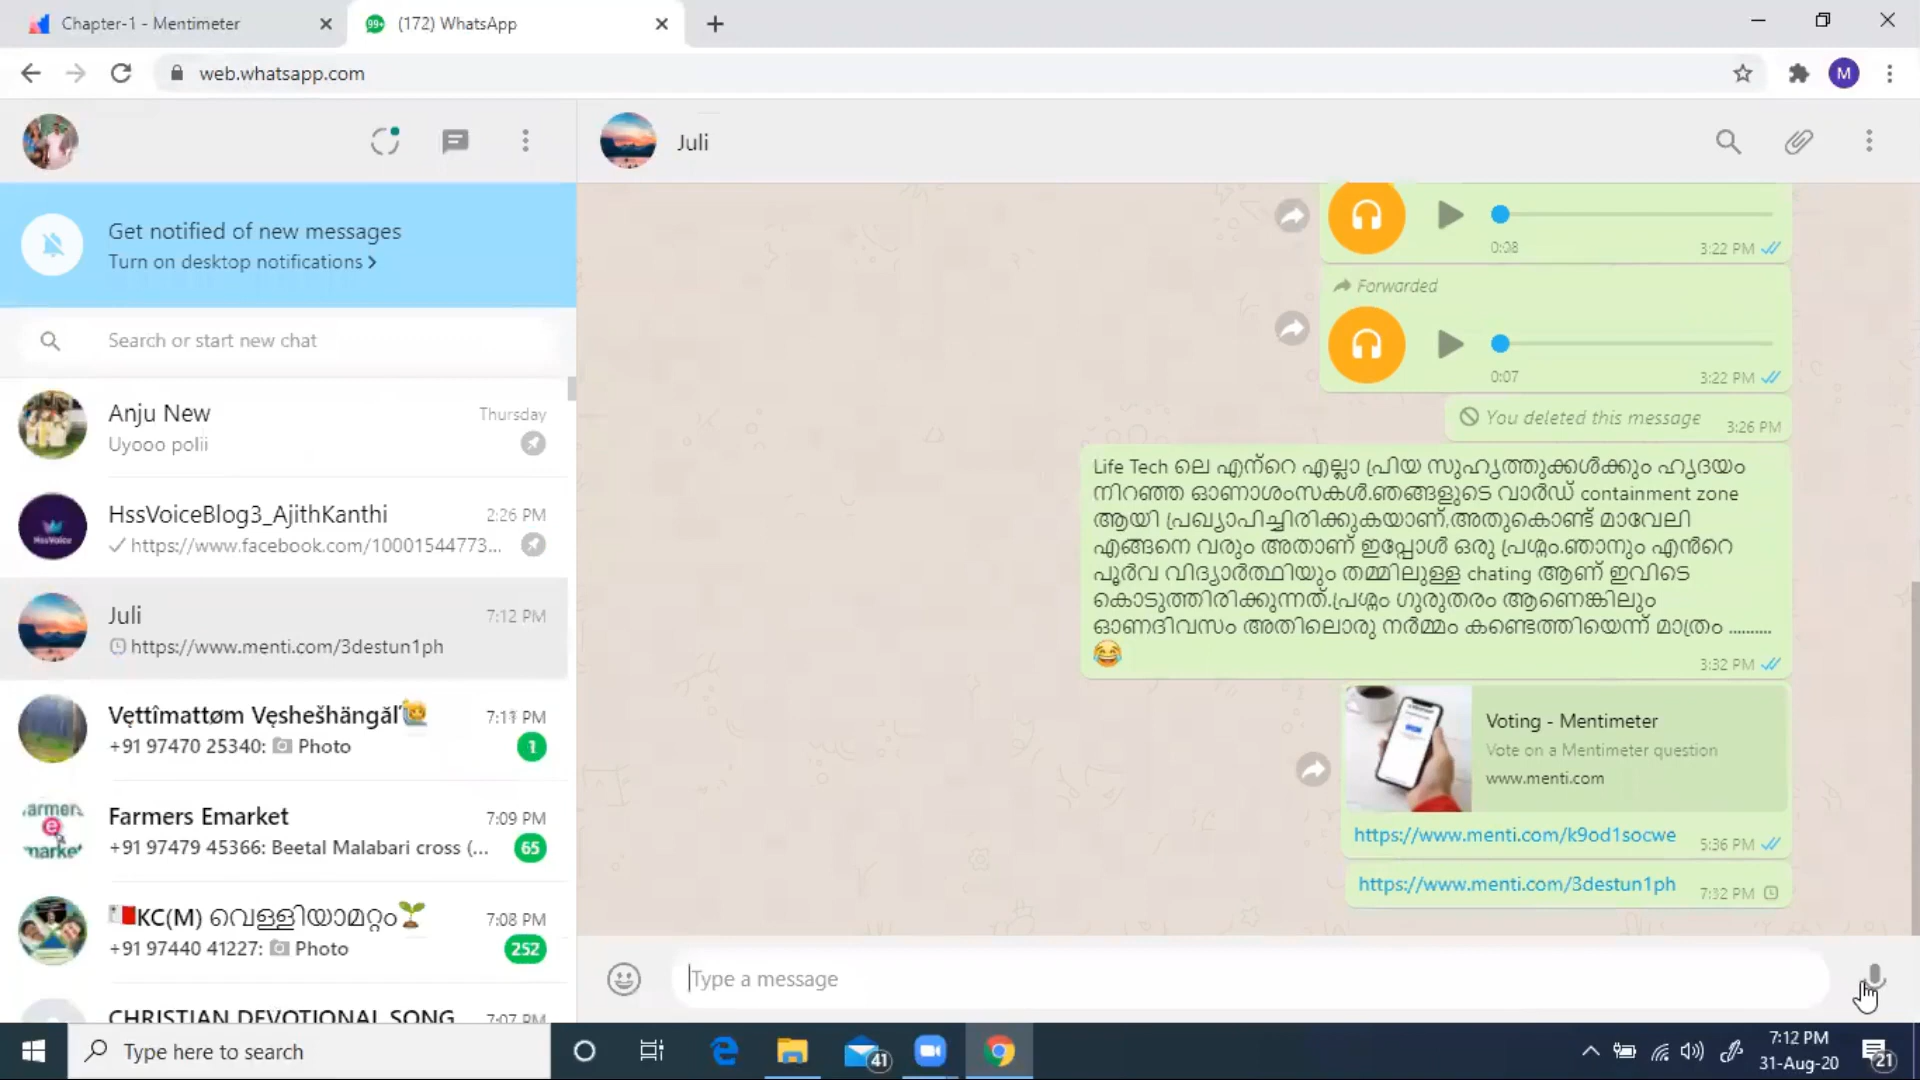 Chapter-1 - Mentimeter
(172) WhatsApp
web.whatsapp.com
M
Juli
Get notified of new messages
Turn on desktop notifications >
Search or start new chat
Anju New
Thursday
Uyooo polii
HssVoiceBlog3_AjithKanthi
2:26 PM
https://www.facebook.com/10001544773...
Juli
7:12 PM
https://www.menti.com/3destun1ph
7:11 PM
+91 97470 25340: Photo
1
Farmers Emarket
7:09 PM
+91 97479 45366: Beetal Malabari cross (...
65
KC(M) വെള്ളിയാമറ്റം
7:08 PM
+91 97440 41227: Photo
252
CHRISTIAN DEVOTIONAL SONG
7:07 PM
0:08
3:22 PM
Forwarded
0:07
3:22 PM
You deleted this message
3:26 PM
Life Tech ലെ എന്റെ എല്ലാ പ്രിയ സുഹൃത്തുക്കൾക്കും ഹൃദയം
നിറഞ്ഞ ഓണാശംസകൾ.ഞങ്ങളുടെ വാർഡ് containment zone
ആയി പ്രഖ്യാപിച്ചിരിക്കുകയാണ്,അതുകൊണ്ട് മാവേലി
എങ്ങനെ വരും അതാണ് ഇപ്പോൾ ഒരു പ്രശ്നം.ഞാനും എൻറെ
പൂർവ വിദ്യാർത്ഥിയും തമ്മിലുള്ള chating ആണ് ഇവിടെ
കൊടുത്തിരിക്കുന്നത്.പ്രശ്നം ഗുരുതരം ആണെങ്കിലും
ഓണദിവസം അതിലൊരു നർമ്മം കണ്ടെത്തിയെന്ന് മാത്രം ..........
😂
3:32 PM
Voting - Mentimeter
Vote on a Mentimeter question
www.menti.com
https://www.menti.com/k9od1socwe
5:36 PM
https://www.menti.com/3destun1ph
7:12 PM
Type a message
Type here to search
41
7:12 PM
31-Aug-20
21